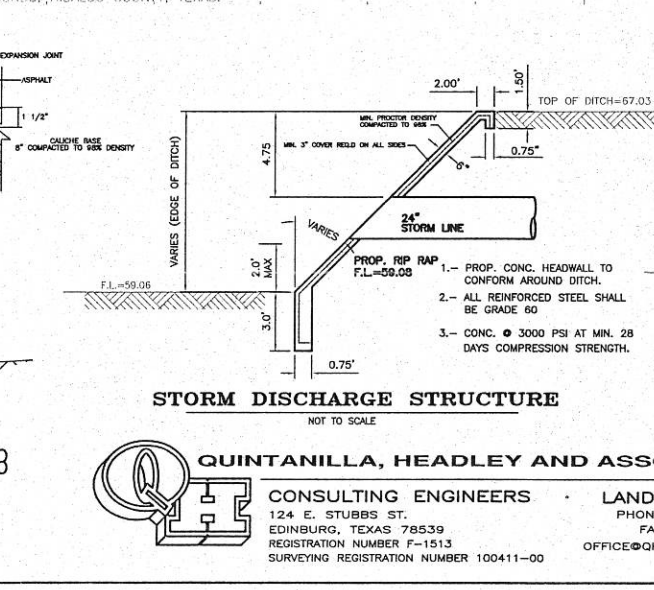 EXPANSION JOINT
ASPHALT
1 1/2"
CALICHE BASE
8" COMPACTED TO 98% DENSITY
2.00'
1.50'
TOP OF DITCH=67.03
MIN. PROCTOR DENSITY
COMPACTED TO 98%
MIN. 3" COVER REQ.D ON ALL SIDES
0.75"
6"
4.75
VARIES (EDGE OF DITCH)
VARIES
24"
STORM LINE
2.0'
MAX
PROP. RIP RAP
F.L.=59.08
F.L.=59.06
3.0'
0.75'
1.- PROP. CONC. HEADWALL TO
CONFORM AROUND DITCH.
2.- ALL REINFORCED STEEL SHALL
BE GRADE 60
3.- CONC. @ 3000 PSI AT MIN. 28
DAYS COMPRESSION STRENGTH.
STORM DISCHARGE STRUCTURE
NOT TO SCALE
QH
QUINTANILLA, HEADLEY AND ASSO
CONSULTING ENGINEERS · LAND
124 E. STUBBS ST. PHON
EDINBURG, TEXAS 78539 FA
REGISTRATION NUMBER F-1513 OFFICE@QH
SURVEYING REGISTRATION NUMBER 100411-00